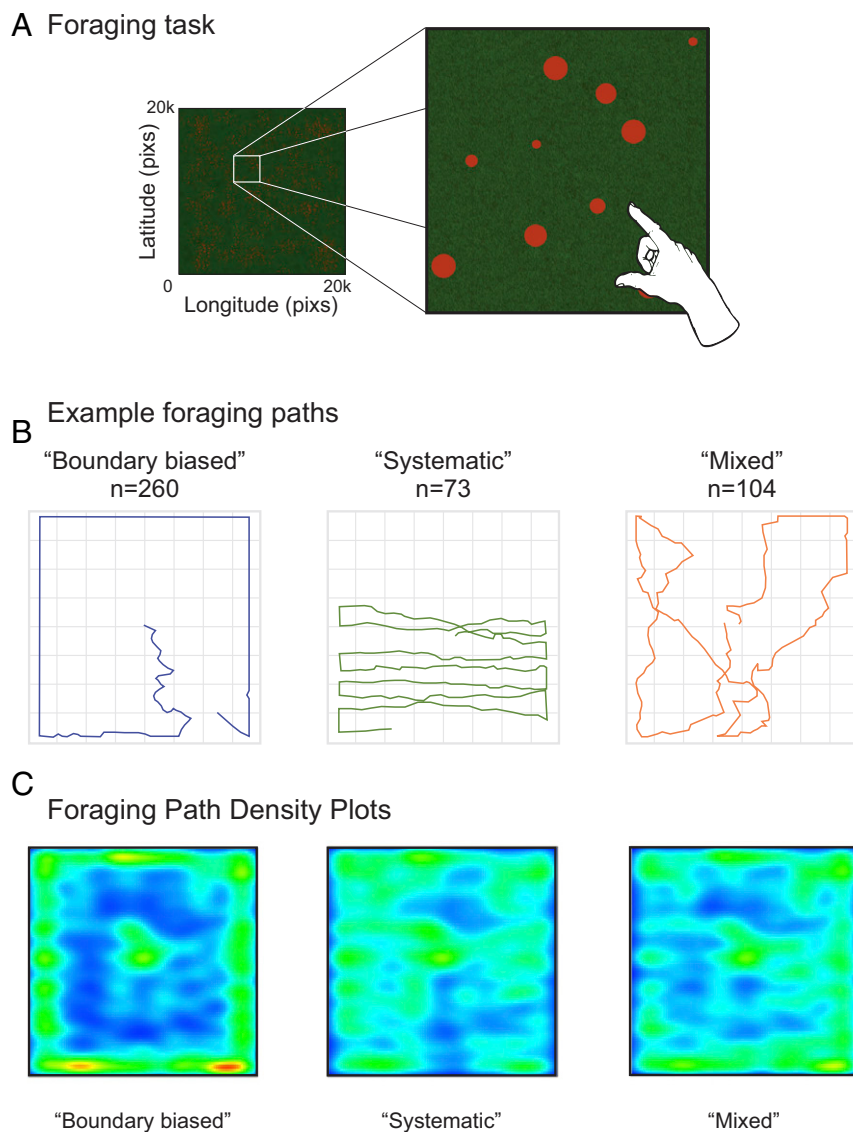 A Foraging task
20k
Latitude (pixs)
0
20k
Longitude (pixs)
Example foraging paths
B
“Boundary biased”
n=260
“Systematic”
n=73
“Mixed”
n=104
C
Foraging Path Density Plots
“Boundary biased”
“Systematic”
“Mixed”